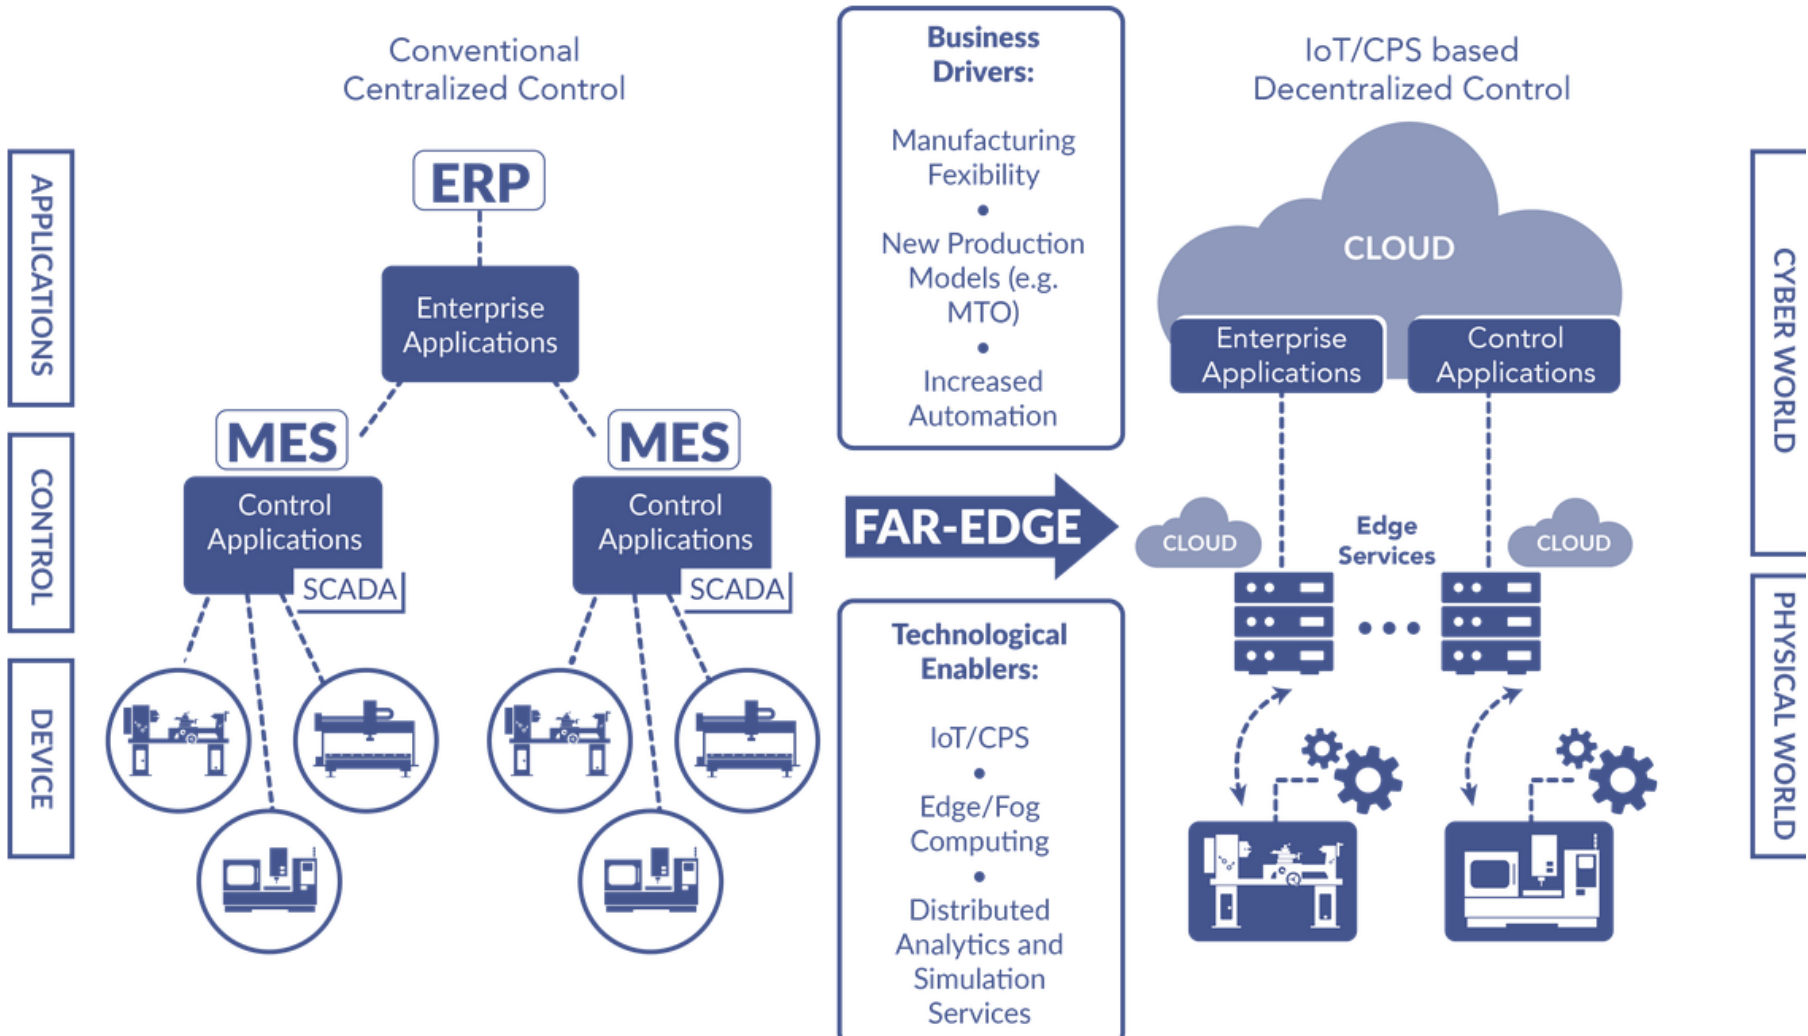 Conventional
Centralized Control
APPLICATIONS
CONTROL
DEVICE
ERP
Enterprise
Applications
MES
MES
Control
Applications
SCADA
Control
Applications
SCADA
Business
Drivers:
Manufacturing
Fexibility
•
New Production
Models (e.g.
MTO)
•
Increased
Automation
FAR-EDGE
Technological
Enablers:
IoT/CPS
•
Edge/Fog
Computing
•
Distributed
Analytics and
Simulation
Services
IoT/CPS based
Decentralized Control
CLOUD
Enterprise
Applications
Control
Applications
CLOUD
Edge
Services
CLOUD
CYBER WORLD
PHYSICAL WORLD